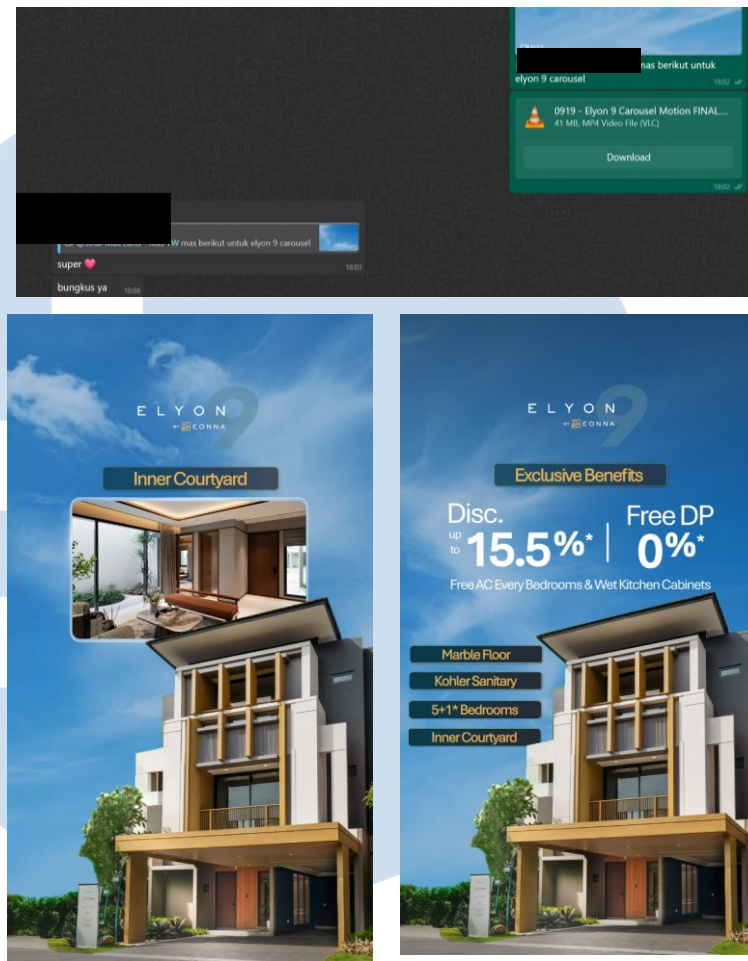 mas berikut untuk
elyon 9 carousel
18:02
0919 - Elyon 9 Carousel Motion FINAL...
41 MB, MP4 Video File (VLC)
Download
18:02
mas berikut untuk elyon 9 carousel
super 💗
18:03
bungkus ya
18:08
ELYON 9
BY EONNA
Inner Courtyard
ELYON 9
BY EONNA
Exclusive Benefits
Disc.
up
to
15.5%*
Free DP
0%*
Free AC Every Bedrooms & Wet Kitchen Cabinets
Marble Floor
Kohler Sanitary
5+1* Bedrooms
Inner Courtyard